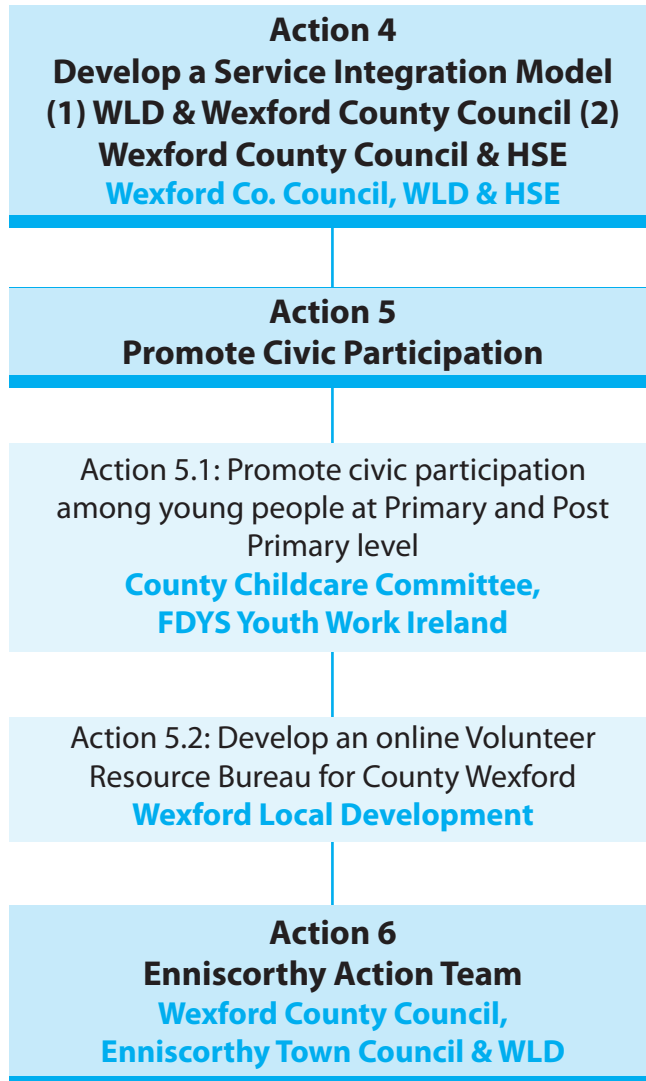 Action 4
Develop a Service Integration Model
(1) WLD & Wexford County Council (2)
Wexford County Council & HSE
Wexford Co. Council, WLD & HSE
Action 5
Promote Civic Participation
Action 5.1: Promote civic participation
among young people at Primary and Post
Primary level
County Childcare Committee,
FDYS Youth Work Ireland
Action 5.2: Develop an online Volunteer
Resource Bureau for County Wexford
Wexford Local Development
Action 6
Enniscorthy Action Team
Wexford County Council,
Enniscorthy Town Council & WLD